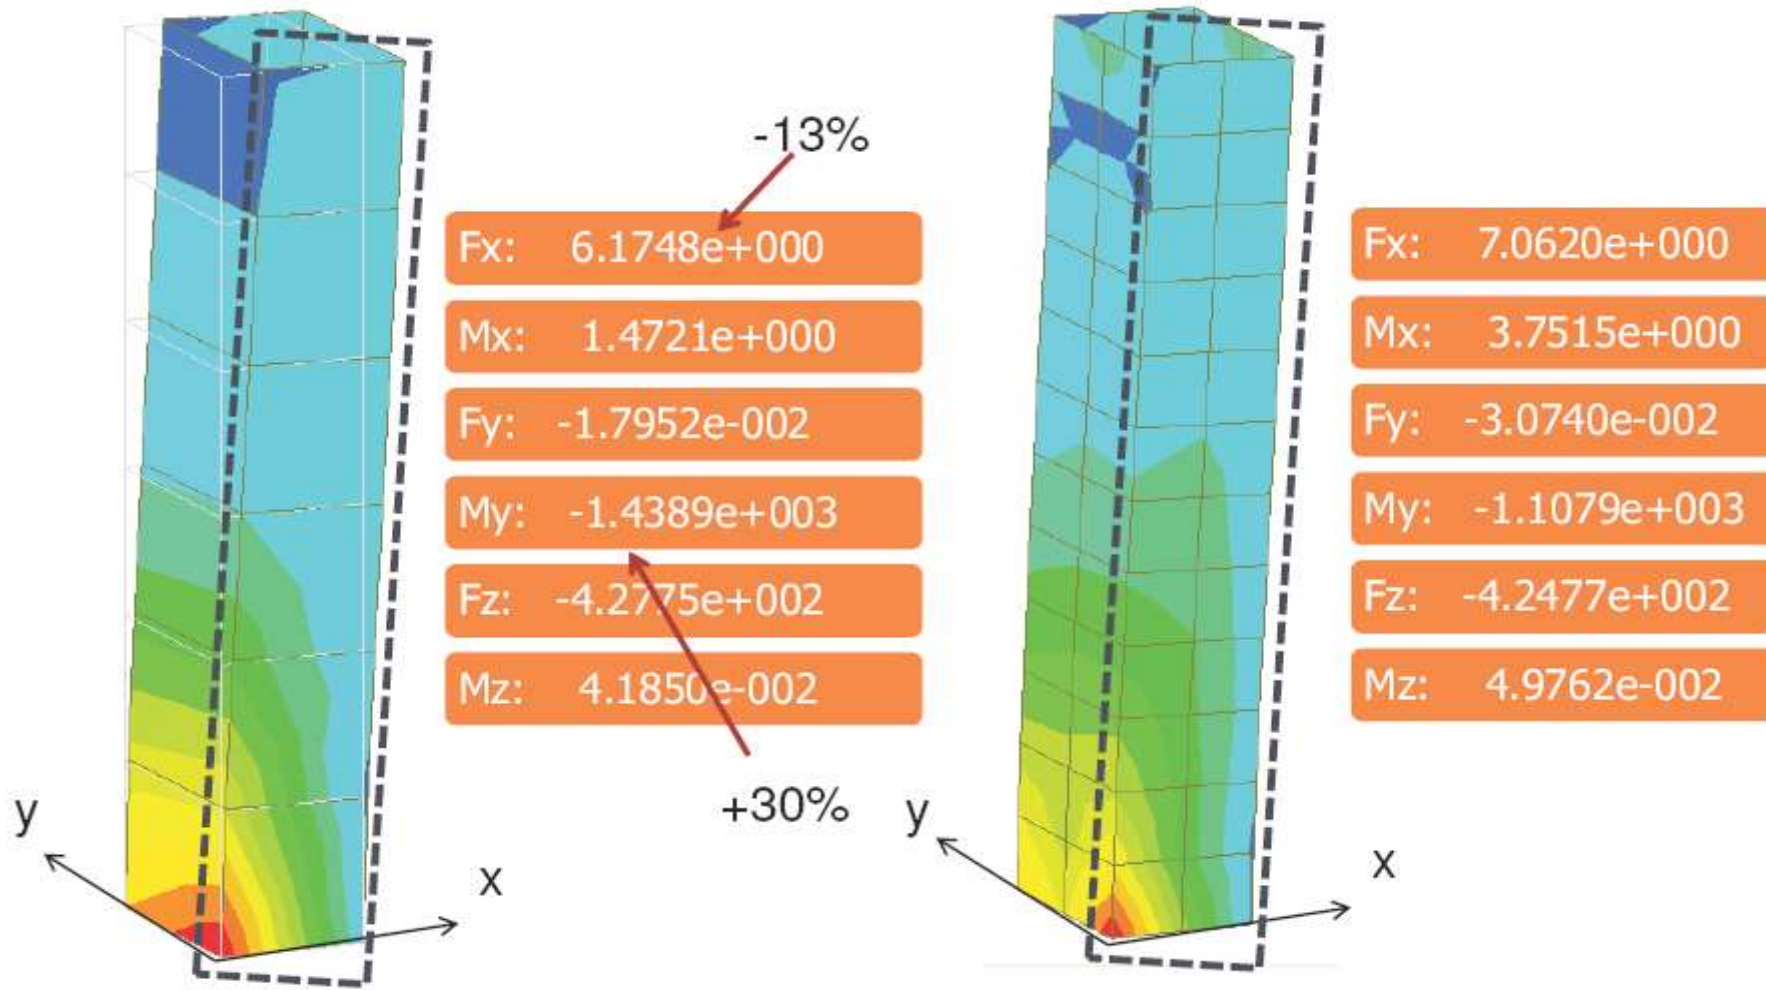 -13%
Fx: 6.1748e+000
Mx: 1.4721e+000
Fy: -1.7952e-002
My: -1.4389e+003
Fz: -4.2775e+002
Mz: 4.1850e-002
+30%
y
x
Fx: 7.0620e+000
Mx: 3.7515e+000
Fy: -3.0740e-002
My: -1.1079e+003
Fz: -4.2477e+002
Mz: 4.9762e-002
y
x